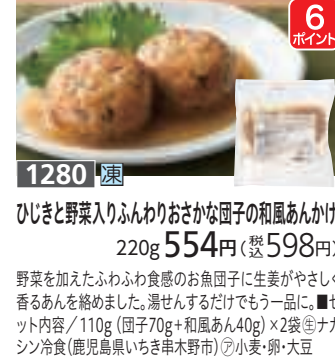 6
ポイント
1280 凍
ひじきと野菜入りふんわりおさかな団子の和風あんかけ
220g 554円(税込598円)
野菜を加えたふわふわ食感のお魚団子に生姜がやさしく
香るあんを絡めました。湯せんするだけでもう一品に。■セ
ット内容／110g(団子70g+和風あん40g)×2袋㊤ナナ
シン冷食(鹿児島県いちき串木野市)㋐小麦・卵・大豆